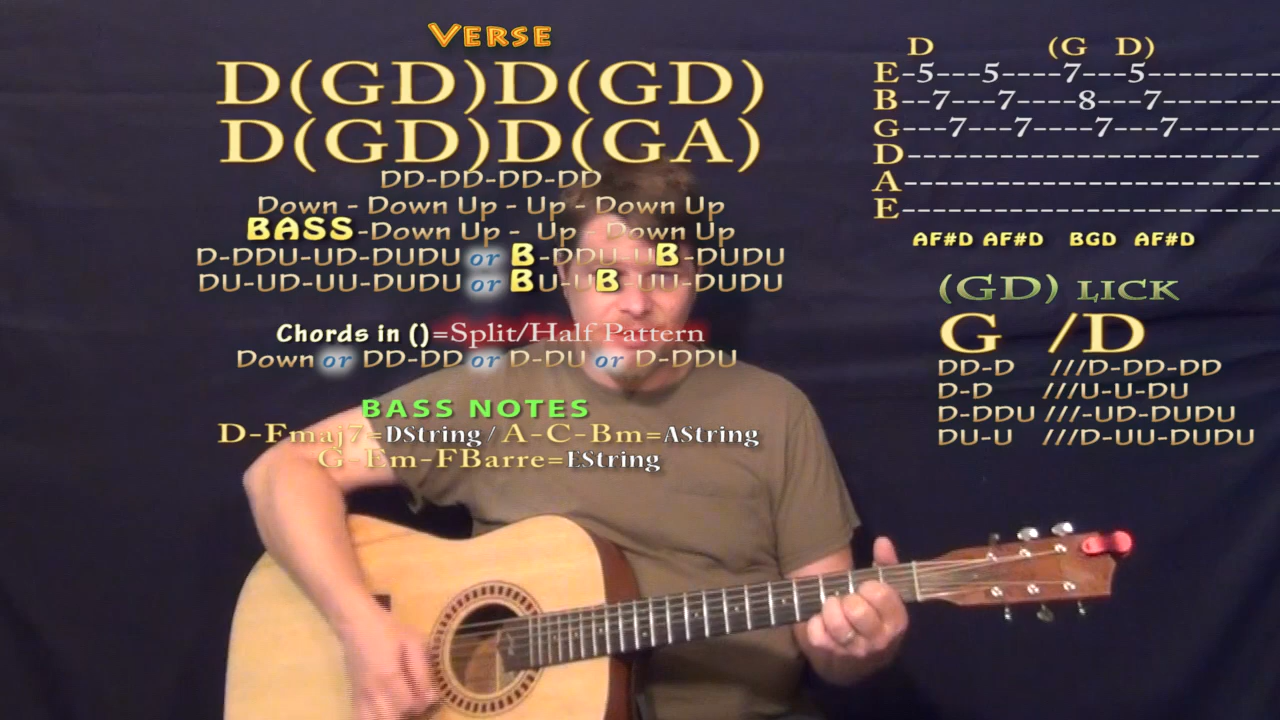 VERSE
D(GD)D(GD)
D(GD)D(GA)
DD-DD-DD-DD
Down - Down Up - Up - Down Up
BASS-Down Up - Up - Down Up
D-DDU-UD-DUDU or B-DDU-UB-DUDU
DU-UD-UU-DUDU or BU-UB-UU-DUDU
Chords in ()=Split/Half Pattern
Down or DD-DD or D-DU or D-DDU
BASS NOTES
D-Fmaj7=DString / A-C-Bm=AString
G-Em-FBarre=EString
D (G D)
E-5---5----7---5---------
B--7---7----8---7--------
G---7---7----7---7-------
D------------------------
A-------------------------
E-------------------------
AF#D AF#D BGD AF#D
(GD) LICK
G /D
DD-D ///D-DD-DD
D-D ///U-U-DU
D-DDU ///-UD-DUDU
DU-U ///D-UU-DUDU